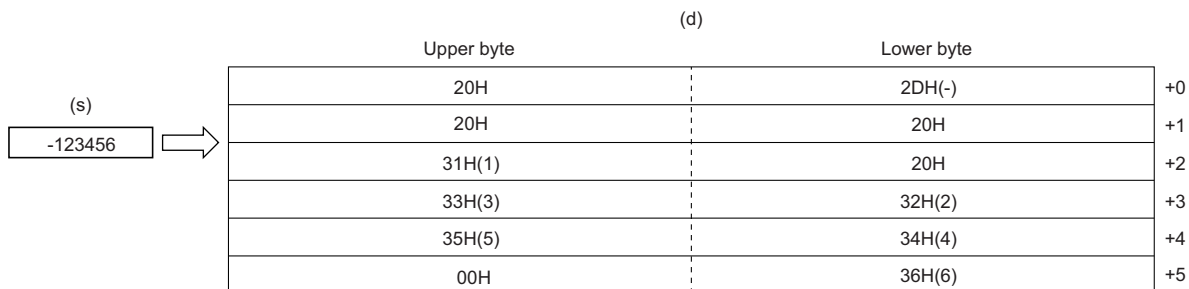 (d)
Upper byte Lower byte
20H 2DH(-) +0
(s)
20H 20H +1
-123456
31H(1) 20H +2
33H(3) 32H(2) +3
35H(5) 34H(4) +4
00H 36H(6) +5